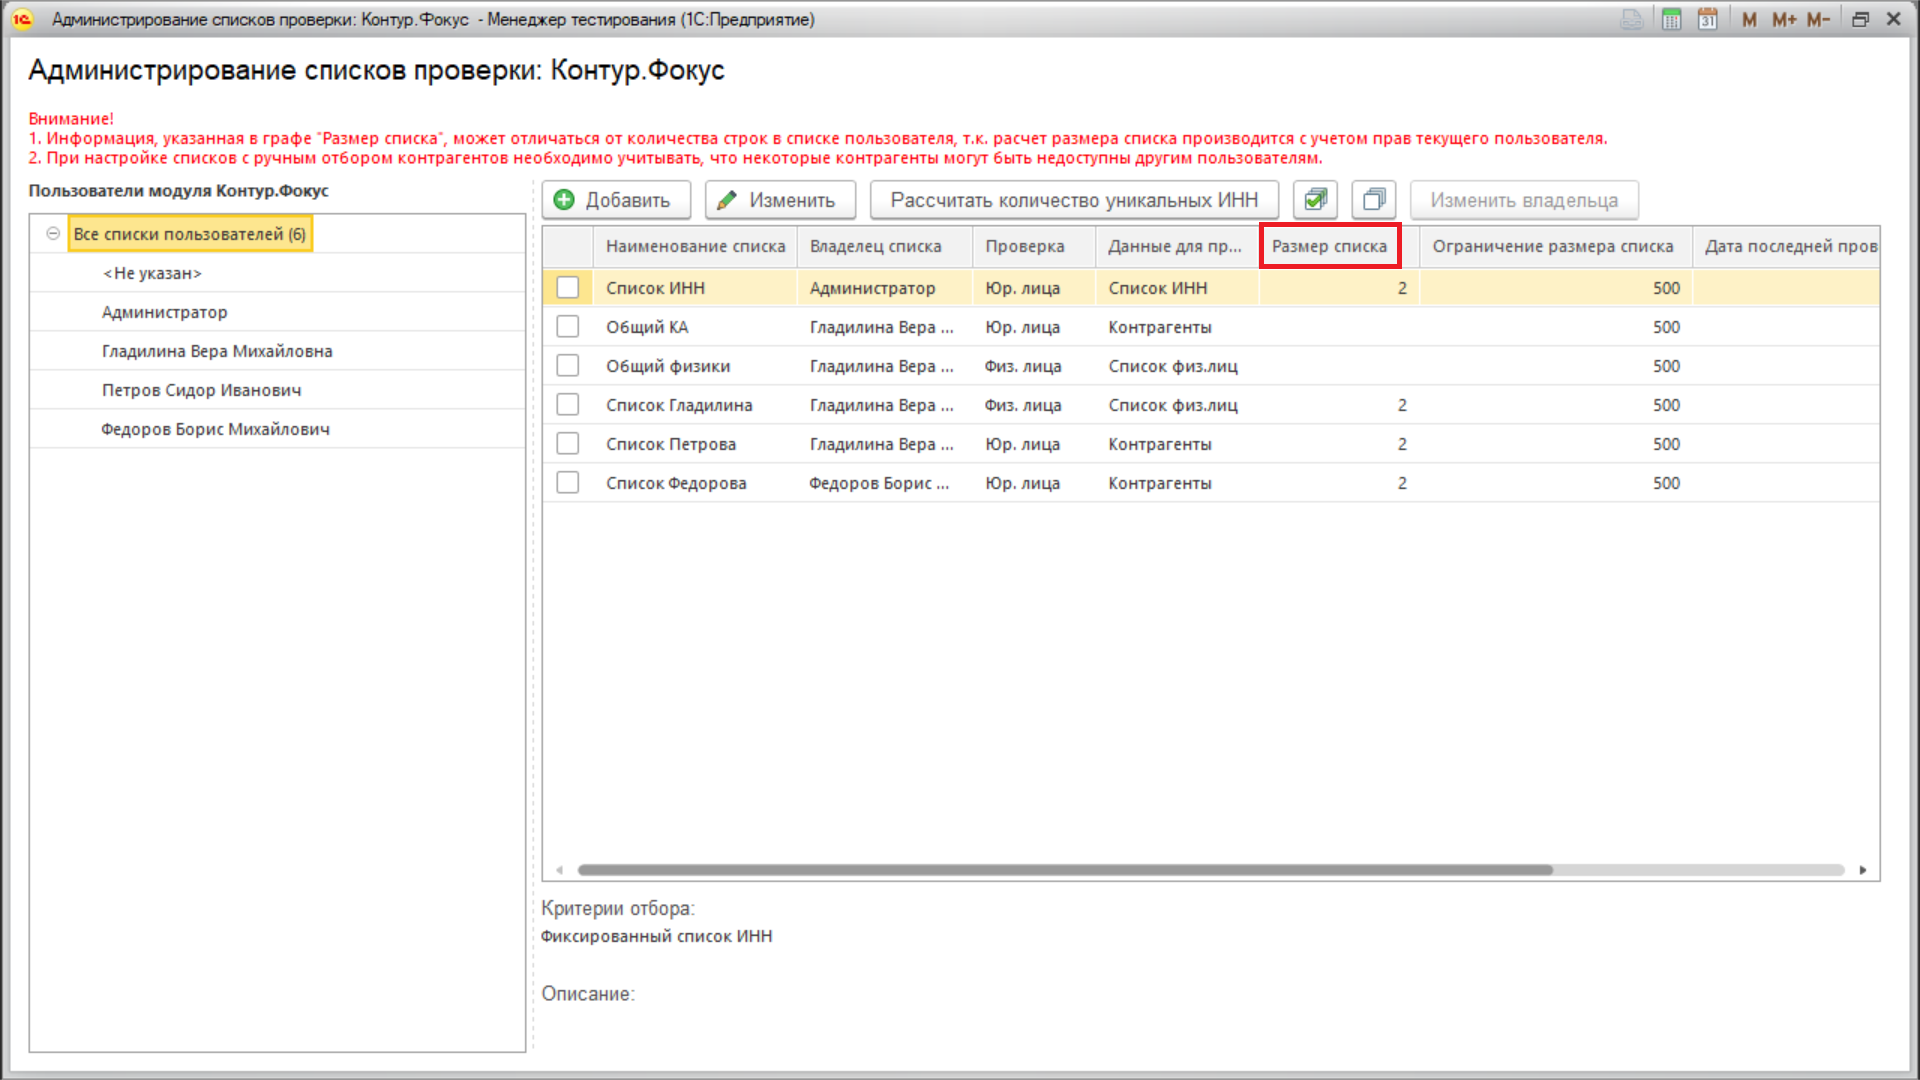 Администрирование списков проверки: Контур.Фокус - Менеджер тестирования (1С:Предприятие)
31 M M+ M-
Администрирование списков проверки: Контур.Фокус
Внимание!
1. Информация, указанная в графе "Размер списка", может отличаться от количества строк в списке пользователя, т.к. расчет размера списка производится с учетом прав текущего пользователя.
2. При настройке списков с ручным отбором контрагентов необходимо учитывать, что некоторые контрагенты могут быть недоступны другим пользователям.
Пользователи модуля Контур.Фокус
Все списки пользователей (6)
<Не указан>
Администратор
Гладилина Вера Михайловна
Петров Сидор Иванович
Федоров Борис Михайлович
Добавить Изменить Рассчитать количество уникальных ИНН Изменить владельца
Наименование списка Владелец списка Проверка Данные для пр... Размер списка Ограничение размера списка Дата последней пров
Список ИНН Администратор Юр. лица Список ИНН 2 500
Общий КА Гладилина Вера ... Юр. лица Контрагенты 500
Общий физики Гладилина Вера ... Физ. лица Список физ.лиц 500
Список Гладилина Гладилина Вера ... Физ. лица Список физ.лиц 2 500
Список Петрова Гладилина Вера ... Юр. лица Контрагенты 2 500
Список Федорова Федоров Борис ... Юр. лица Контрагенты 2 500
Критерии отбора:
Фиксированный список ИНН
Описание: